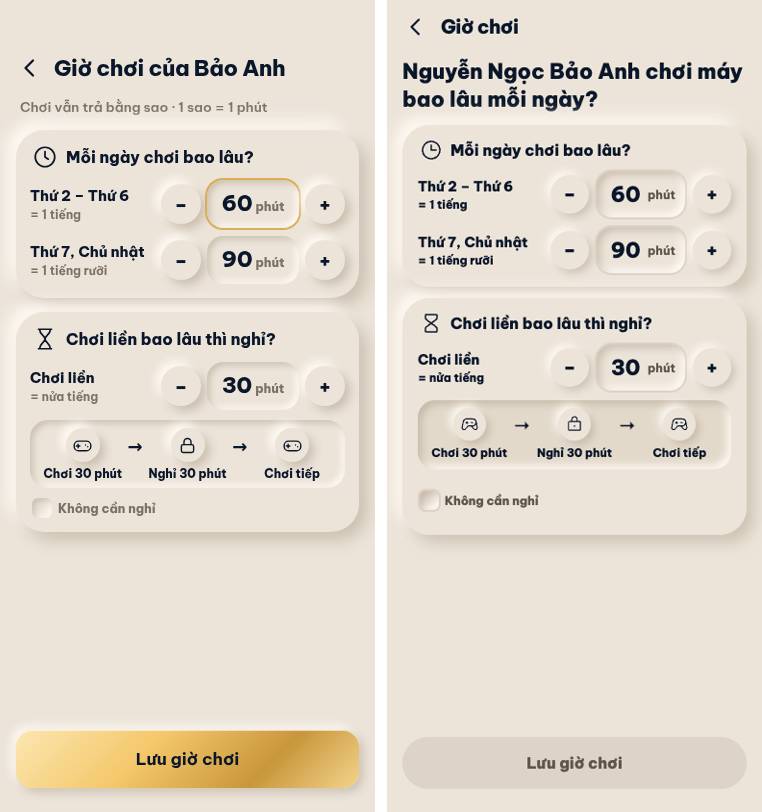 Giờ chơi của Bảo Anh
Chơi vẫn trả bằng sao · 1 sao = 1 phút
Mỗi ngày chơi bao lâu?
Thứ 2 – Thứ 6
= 1 tiếng
– 60 phút +
Thứ 7, Chủ nhật
= 1 tiếng rưỡi
– 90 phút +
Chơi liền bao lâu thì nghỉ?
Chơi liền
= nửa tiếng
– 30 phút +
→ →
Chơi 30 phút Nghỉ 30 phút Chơi tiếp
Không cần nghỉ
Lưu giờ chơi
Giờ chơi
Nguyễn Ngọc Bảo Anh chơi máy
bao lâu mỗi ngày?
Mỗi ngày chơi bao lâu?
Thứ 2 – Thứ 6
= 1 tiếng
– 60 phút +
Thứ 7, Chủ nhật
= 1 tiếng rưỡi
– 90 phút +
Chơi liền bao lâu thì nghỉ?
Chơi liền
= nửa tiếng
– 30 phút +
→ →
Chơi 30 phút Nghỉ 30 phút Chơi tiếp
Không cần nghỉ
Lưu giờ chơi